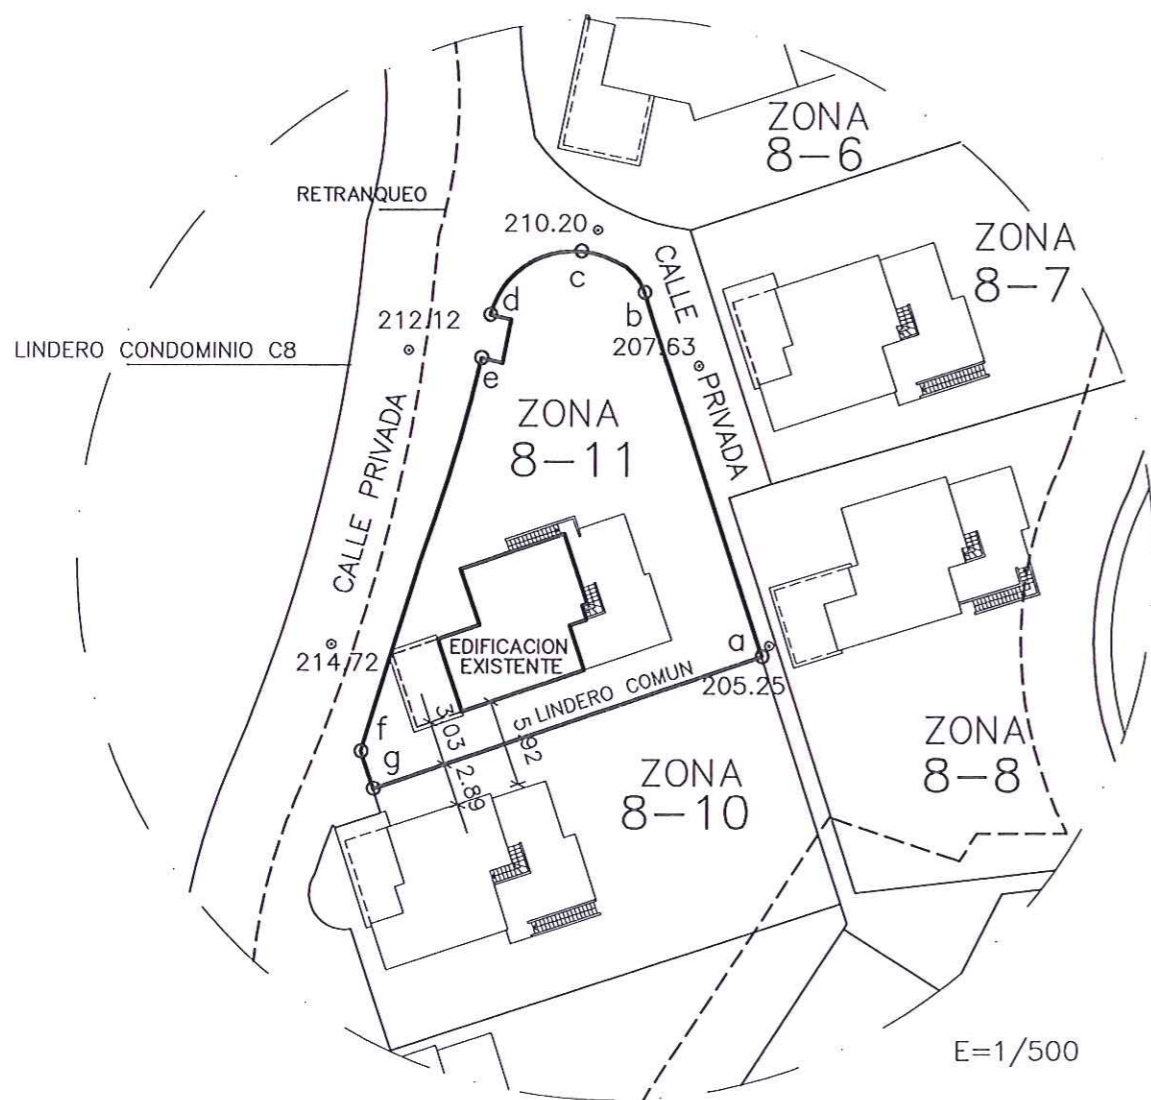 ZONA
8-6
RETRANQUEO
210.20
ZONA
8-7
c
d
b
CALLE PRIVADA
212.12
207.63
LINDERO CONDOMINIO C8
e
ZONA
8-11
CALLE PRIVADA
EDIFICACION
EXISTENTE
a
214.72
LINDERO COMUN
205.25
f
g
3.03
2.89
5.92
ZONA
8-10
ZONA
8-8
E=1/500